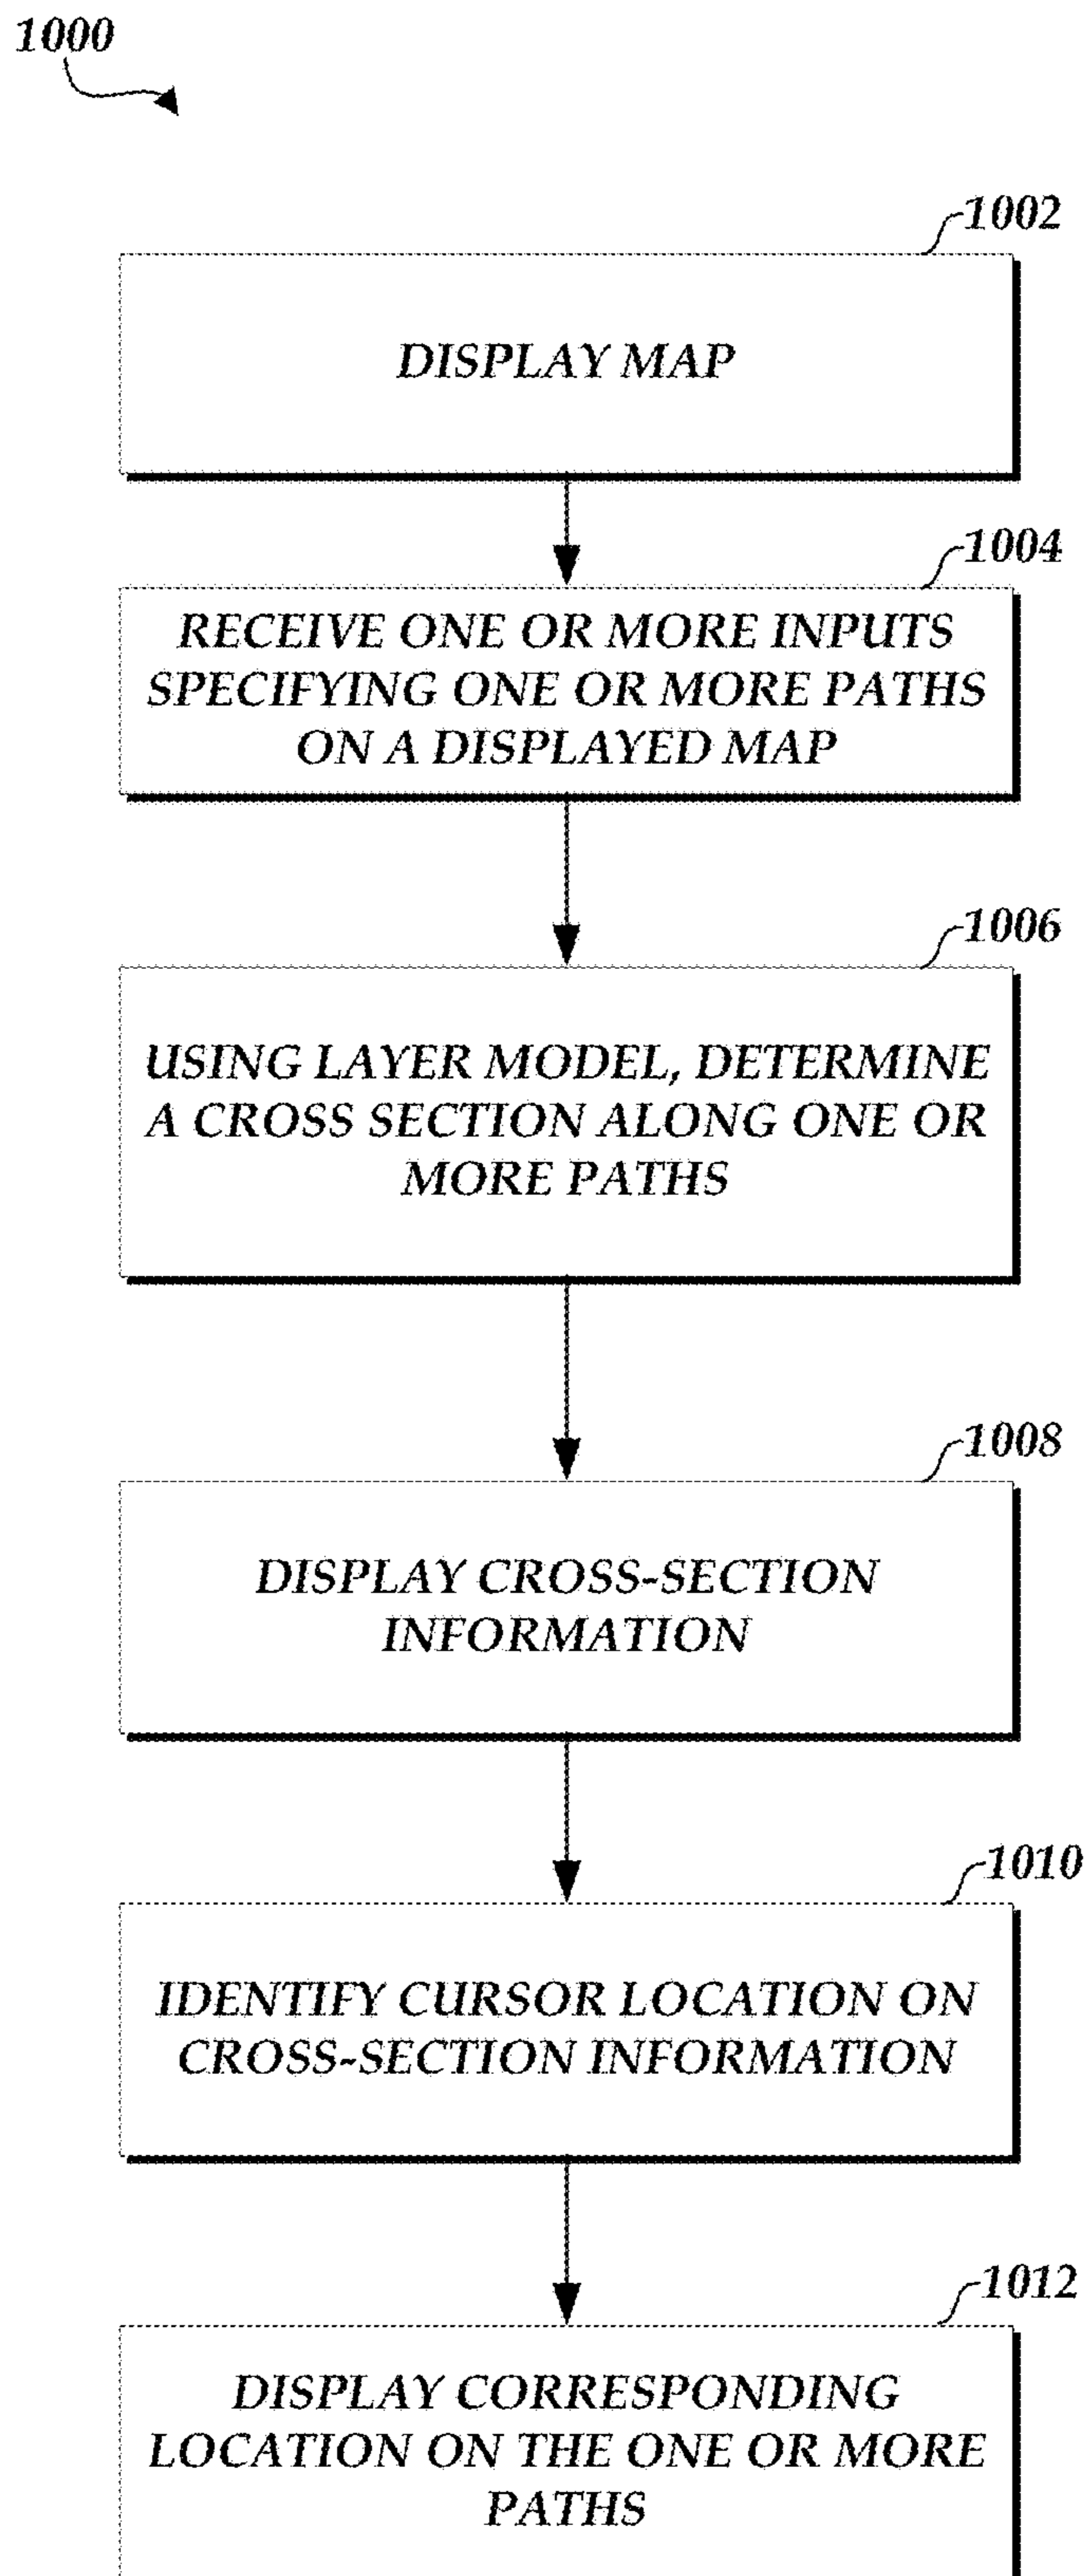 1000
1002
DISPLAY MAP
1004
RECEIVE ONE OR MORE INPUTS
SPECIFYING ONE OR MORE PATHS
ON A DISPLAYED MAP
1006
USING LAYER MODEL, DETERMINE
A CROSS SECTION ALONG ONE OR
MORE PATHS
1008
DISPLAY CROSS-SECTION
INFORMATION
1010
IDENTIFY CURSOR LOCATION ON
CROSS-SECTION INFORMATION
1012
DISPLAY CORRESPONDING
LOCATION ON THE ONE OR MORE
PATHS